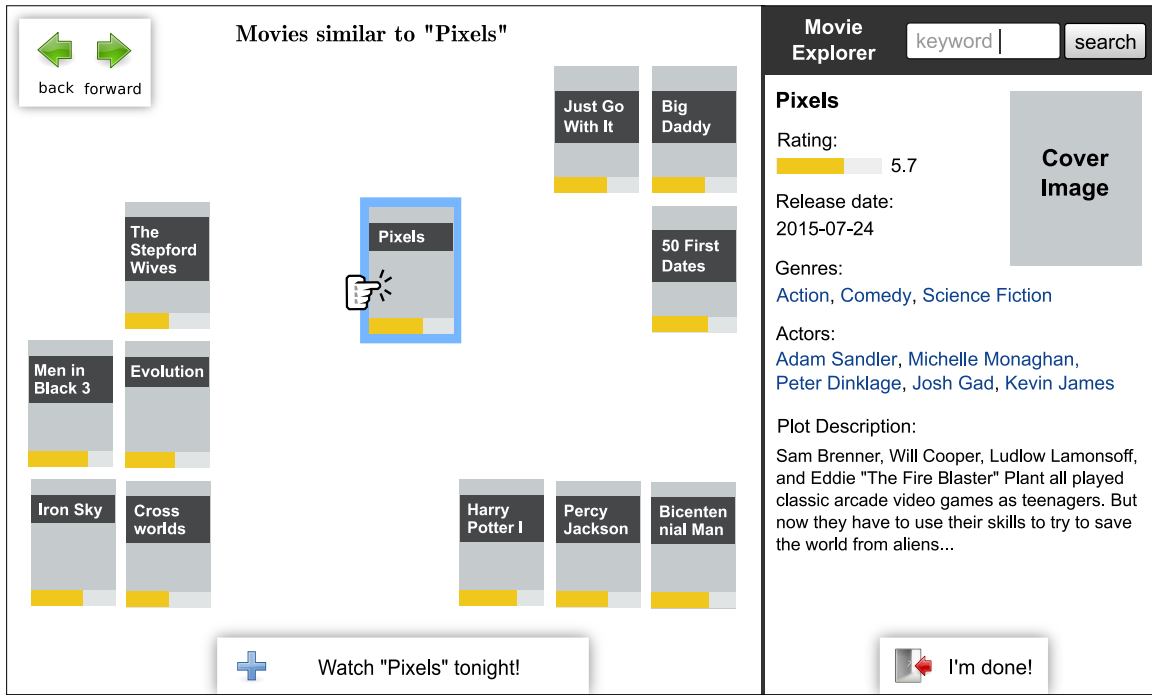 Movies similar to "Pixels"
back forward
Just Go
With It
Big
Daddy
The
Stepford
Wives
Pixels
50 First
Dates
Men in
Black 3
Evolution
Iron Sky
Cross
worlds
Harry
Potter I
Percy
Jackson
Bicenten
nial Man
Watch "Pixels" tonight!
Movie
Explorer
keyword
search
Pixels
Rating:
5.7
Release date:
2015-07-24
Genres:
Action, Comedy, Science Fiction
Actors:
Adam Sandler, Michelle Monaghan,
Peter Dinklage, Josh Gad, Kevin James
Cover
Image
Plot Description:
Sam Brenner, Will Cooper, Ludlow Lamonsoff,
and Eddie "The Fire Blaster" Plant all played
classic arcade video games as teenagers. But
now they have to use their skills to try to save
the world from aliens...
I'm done!